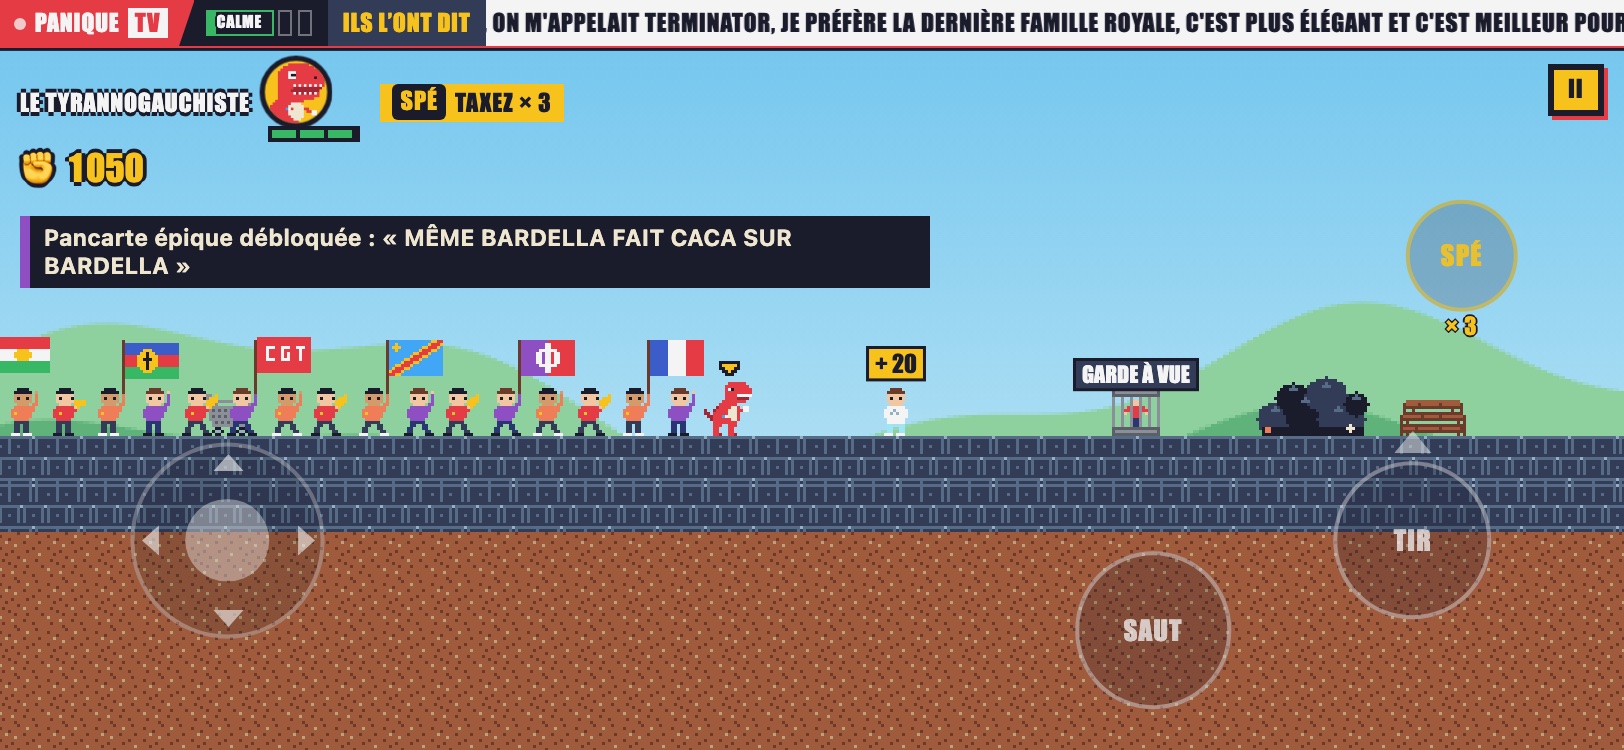 PANIQUE TV
CALME
ILS L'ONT DIT
ON M'APPELAIT TERMINATOR, JE PRÉFÈRE LA DERNIÈRE FAMILLE ROYALE, C'EST PLUS ÉLÉGANT ET C'EST MEILLEUR POUR
LE TYRANNOGAUCHISTE
SPÉ TAXEZ × 3
II
✊ 1050
Pancarte épique débloquée : « MÊME BARDELLA FAIT CACA SUR
BARDELLA »
SPÉ
× 3
CGT
+ 20
GARDE À VUE
TIR
SAUT